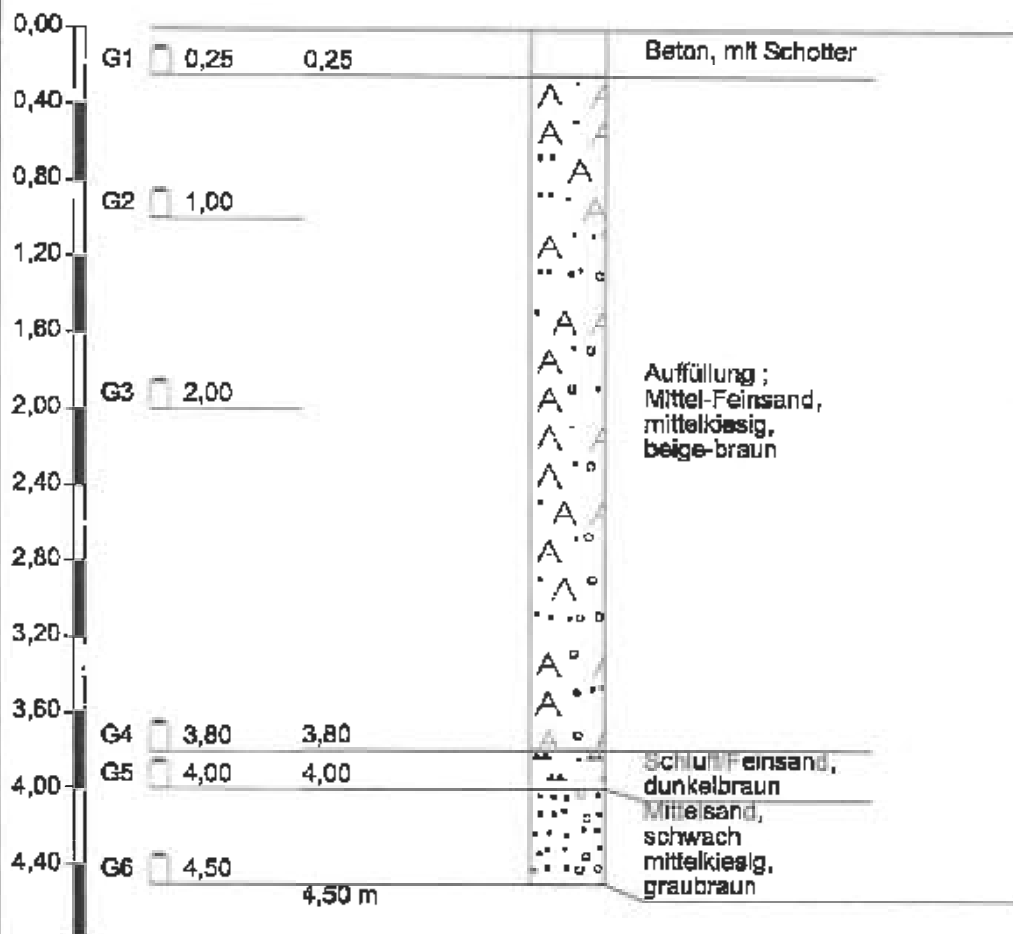 0,00
G1 0,25 0,25 Beton, mit Schotter
0,40
0,80
G2 1,00
1,20
1,60
G3 2,00
2,00
Auffüllung ;
Mittel-Feinsand,
mittelkiesig,
beige-braun
2,40
2,80
3,20
3,60
G4 3,80 3,80
G5 4,00 4,00
Schluff/Feinsand,
dunkelbraun
4,00
Mittelsand,
schwach
mittelkiesig,
graubraun
4,40
G6 4,50
4,50 m